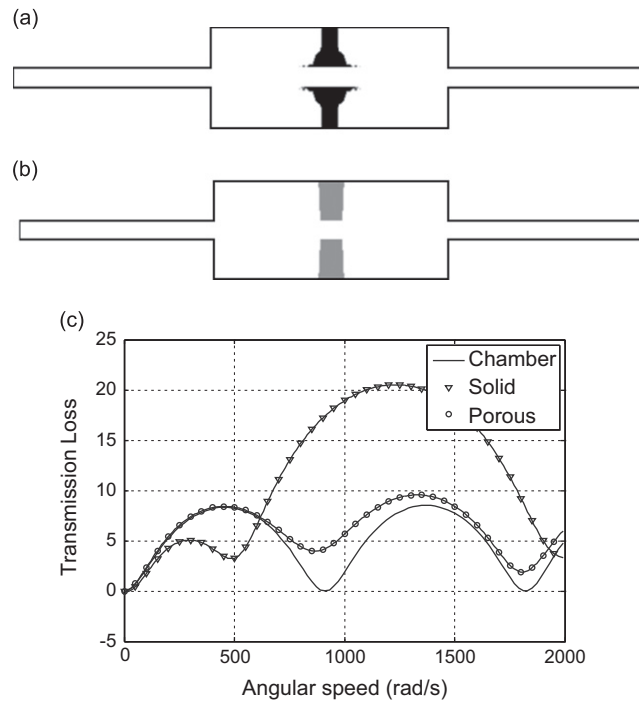 (a)
(b)
(c)
25
20
15
10
5
0
-5
Transmission Loss
Chamber
Solid
Porous
0
500
1000
1500
2000
Angular speed (rad/s)